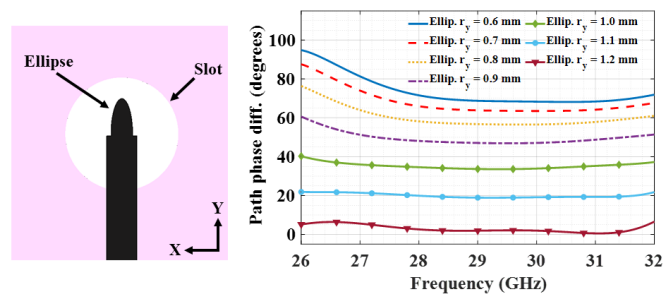 Ellipse
Slot
Y
X
Path phase diff. (degrees)
100
80
60
40
20
0
Ellip. r_y = 0.6 mm
Ellip. r_y = 0.7 mm
Ellip. r_y = 0.8 mm
Ellip. r_y = 0.9 mm
Ellip. r_y = 1.0 mm
Ellip. r_y = 1.1 mm
Ellip. r_y = 1.2 mm
26 27 28 29 30 31 32
Frequency (GHz)